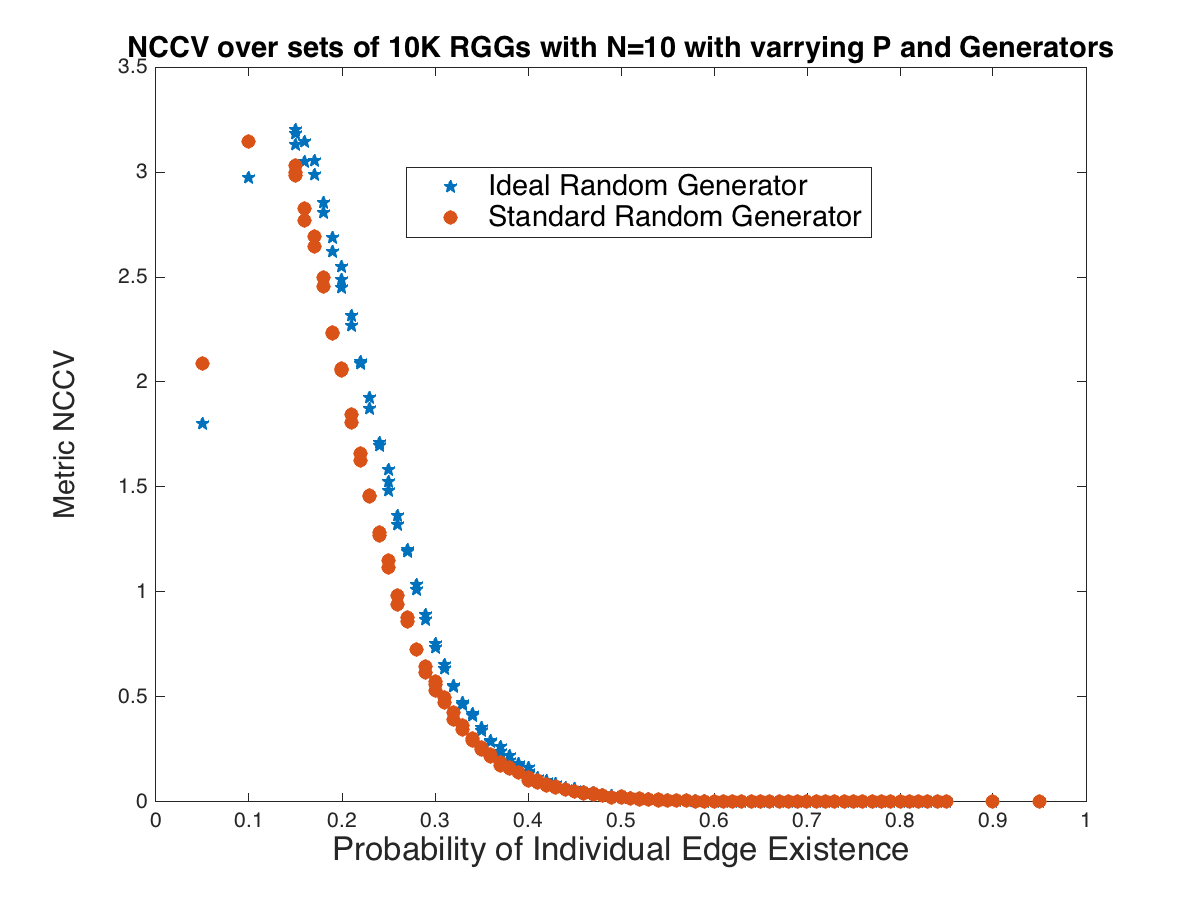 NCCV over sets of 10K RGGs with N=10 with varrying P and Generators
3.5
3
2.5
2
1.5
1
0.5
0
Metric NCCV
Ideal Random Generator
Standard Random Generator
0 0.1 0.2 0.3 0.4 0.5 0.6 0.7 0.8 0.9 1
Probability of Individual Edge Existence